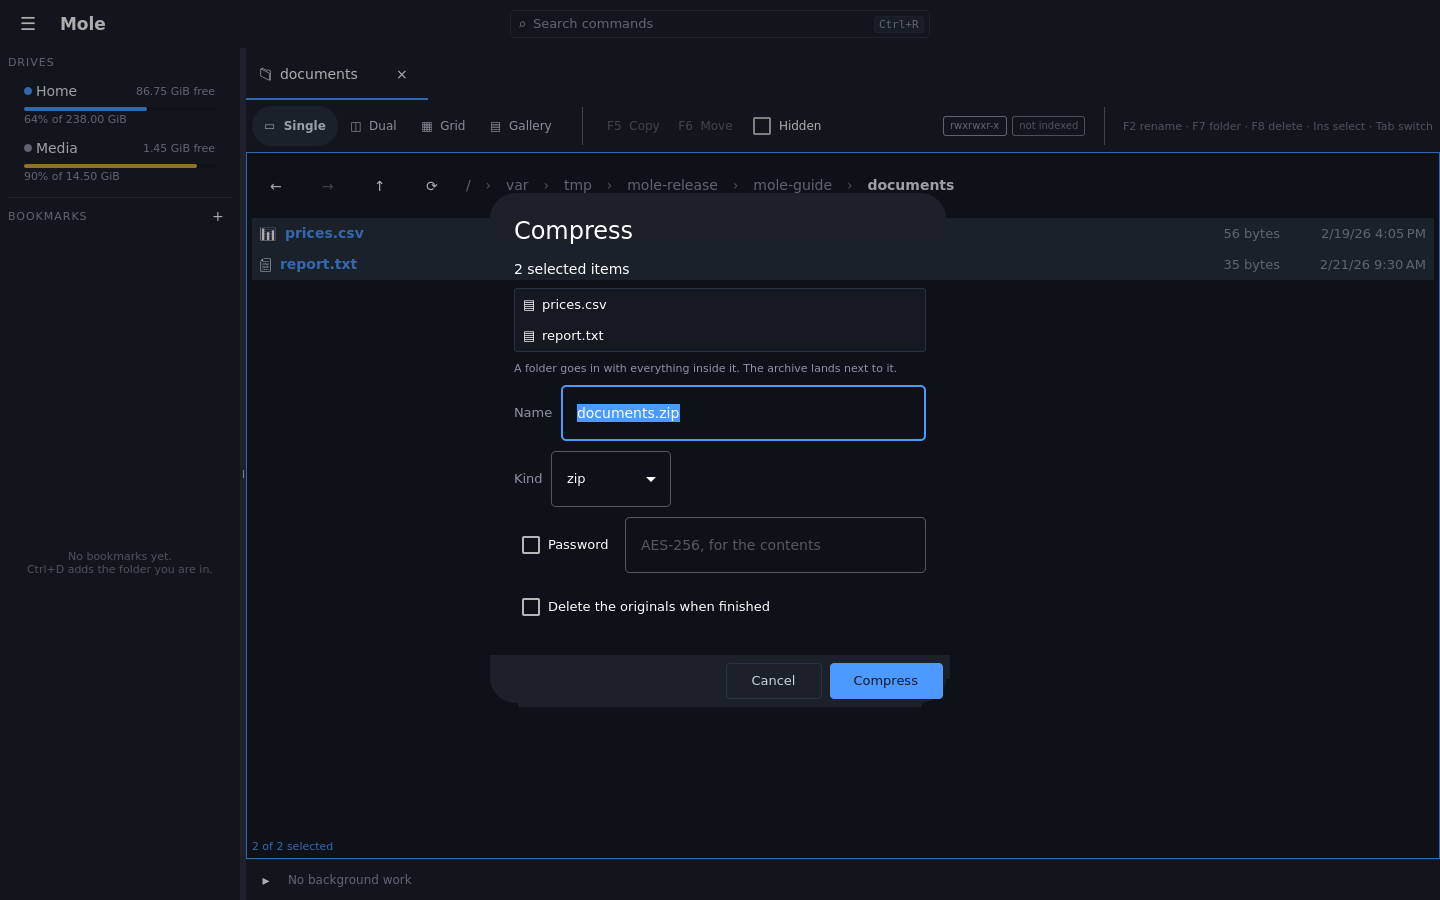 ☰ Mole
⌕ Search commands Ctrl+R
DRIVES
Home 86.75 GiB free
64% of 238.00 GiB
Media 1.45 GiB free
90% of 14.50 GiB
BOOKMARKS +
No bookmarks yet.
Ctrl+D adds the folder you are in.
documents ✕
Single Dual Grid Gallery F5 Copy F6 Move Hidden rwxrwxr-x not indexed F2 rename · F7 folder · F8 delete · Ins select · Tab switch
← → ↑ ⟳ / › var › tmp › mole-release › mole-guide › documents
prices.csv 56 bytes 2/19/26 4:05 PM
report.txt 35 bytes 2/21/26 9:30 AM
Compress
2 selected items
prices.csv
report.txt
A folder goes in with everything inside it. The archive lands next to it.
Name documents.zip
Kind zip
Password AES-256, for the contents
Delete the originals when finished
Cancel Compress
2 of 2 selected
▸ No background work